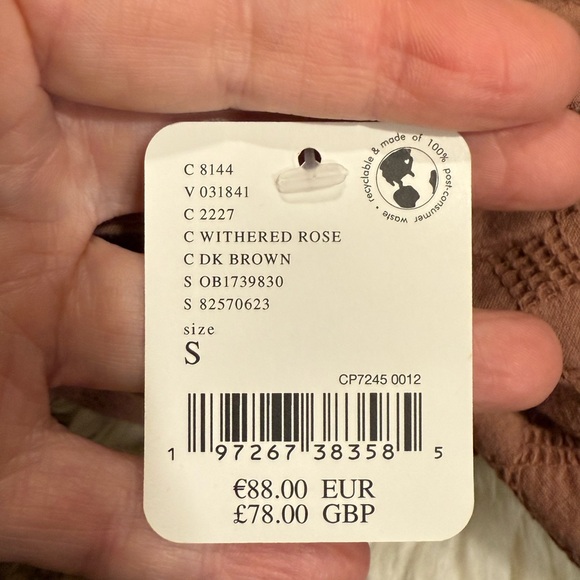 C 8144
V 031841
C 2227
C WITHERED ROSE
C DK BROWN
S OB1739830
S 82570623
size
S
recyclable & made of 100% post-consumer waste •
CP7245 0012
1 97267 38358 5
€88.00 EUR
£78.00 GBP